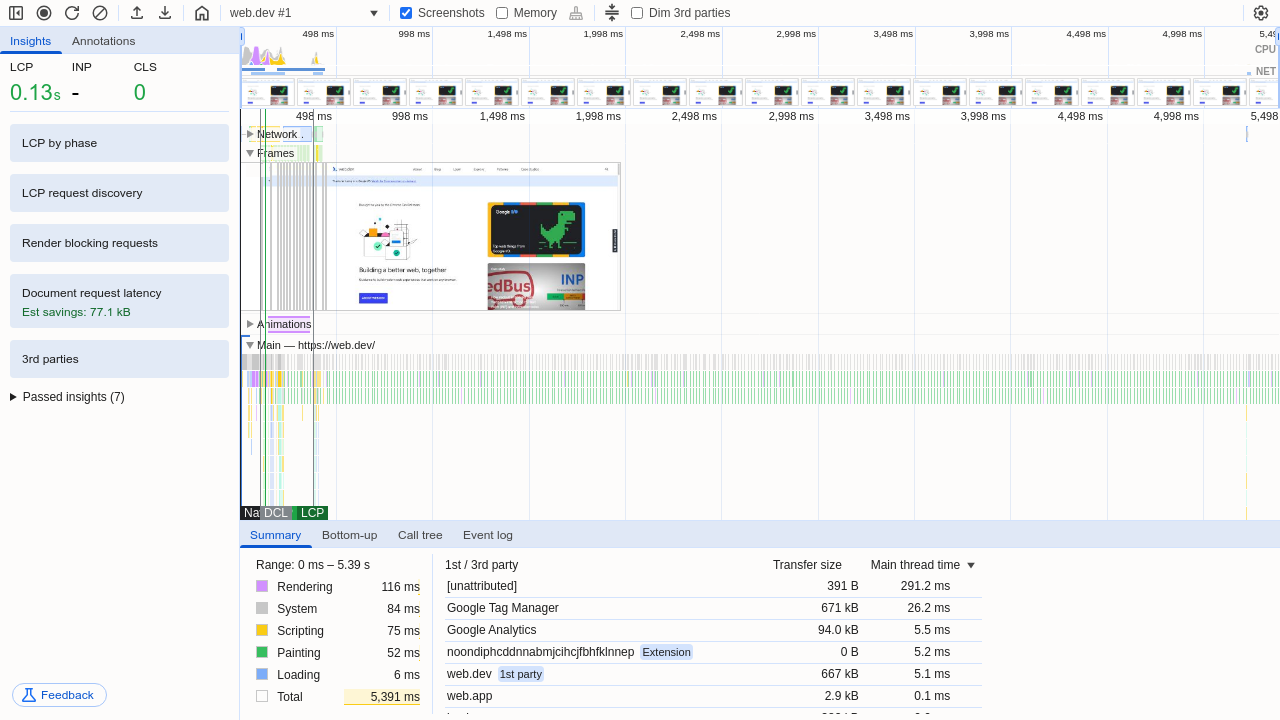 web.dev #1
Screenshots
Memory
Dim 3rd parties
Insights
Annotations
LCP
INP
CLS
0.13s
-
0
LCP by phase
LCP request discovery
Render blocking requests
Document request latency
Est savings: 77.1 kB
3rd parties
Passed insights (7)
Feedback
498 ms
998 ms
1,498 ms
1,998 ms
2,498 ms
2,998 ms
3,498 ms
3,998 ms
4,498 ms
4,998 ms
CPU
NET
498 ms
998 ms
1,498 ms
1,998 ms
2,498 ms
2,998 ms
3,498 ms
3,998 ms
4,498 ms
4,998 ms
5,498
Network .
Frames
web.dev
Google I/O
Top web things from
Google I/O
Building a better web, together
edBus
INP
Animations
Main — https://web.dev/
Na
DCL
LCP
Summary
Bottom-up
Call tree
Event log
Range: 0 ms – 5.39 s
Rendering 116 ms
System 84 ms
Scripting 75 ms
Painting 52 ms
Loading 6 ms
Total 5,391 ms
1st / 3rd party Transfer size Main thread time
[unattributed] 391 B 291.2 ms
Google Tag Manager 671 kB 26.2 ms
Google Analytics 94.0 kB 5.5 ms
noondiphcddnnabmjcihcjfbhfklnnep Extension 0 B 5.2 ms
web.dev 1st party 667 kB 5.1 ms
web.app 2.9 kB 0.1 ms